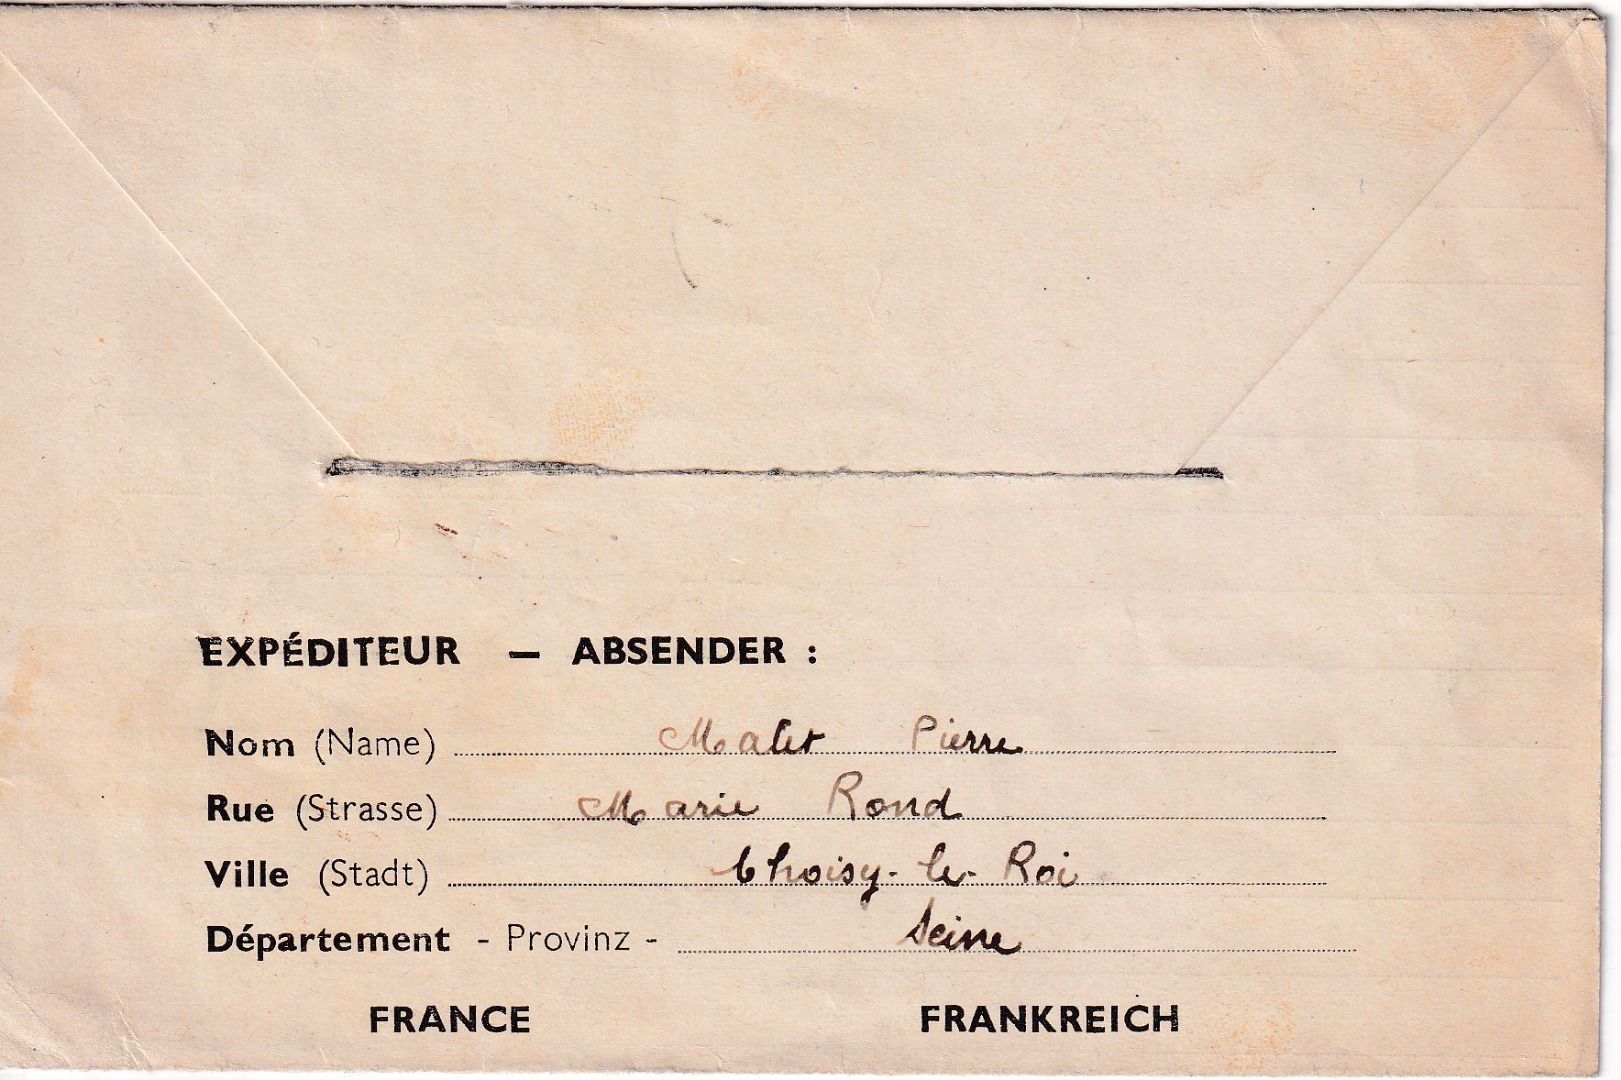 EXPÉDITEUR — ABSENDER :
Nom (Name) Malet Pierre
Rue (Strasse) Marie Rond
Ville (Stadt) Choisy-le-Roi
Département - Provinz - Seine
FRANCE FRANKREICH